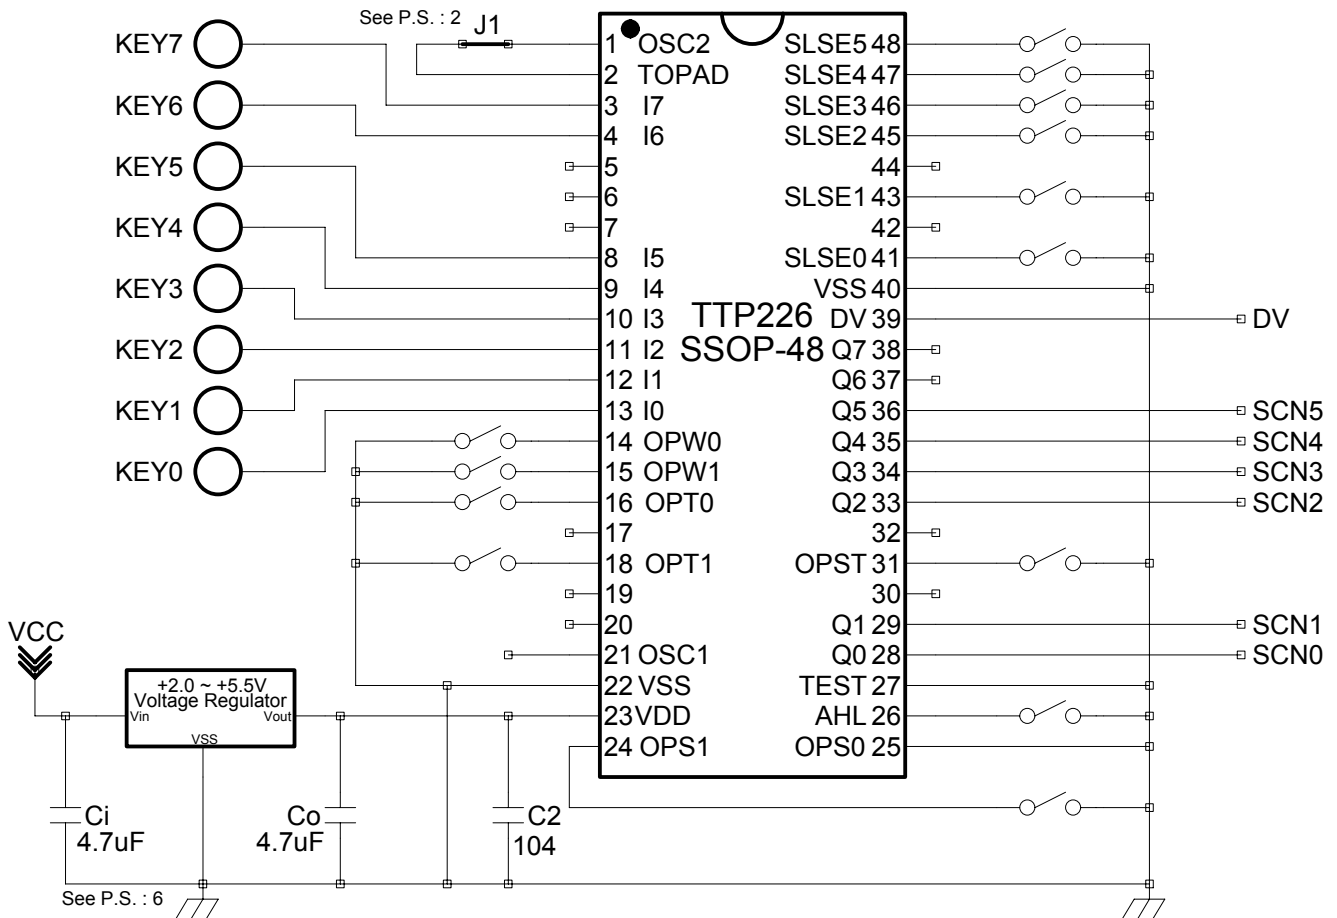 See P.S. : 2
J1
KEY7
KEY6
KEY5
KEY4
KEY3
KEY2
KEY1
KEY0
1 OSC2 SLSE5 48
2 TOPAD SLSE4 47
3 I7 SLSE3 46
4 I6 SLSE2 45
5 44
6 SLSE1 43
7 42
8 I5 SLSE0 41
9 I4 VSS 40
TTP226
10 I3 DV 39 DV
SSOP-48
11 I2 Q7 38
12 I1 Q6 37
13 I0 Q5 36 SCN5
14 OPW0 Q4 35 SCN4
15 OPW1 Q3 34 SCN3
16 OPT0 Q2 33 SCN2
17 32
18 OPT1 OPST 31
19 30
20 Q1 29 SCN1
21 OSC1 Q0 28 SCN0
22 VSS TEST 27
23 VDD AHL 26
24 OPS1 OPS0 25
VCC
+2.0 ~ +5.5V
Voltage Regulator
Vin Vout
VSS
Ci
4.7uF
Co
4.7uF
C2
104
See P.S. : 6